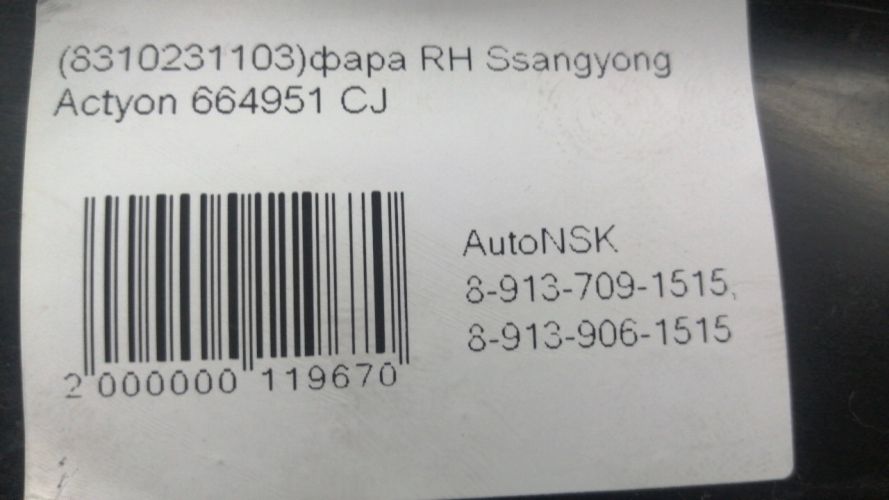 (8310231103)фара RH Ssangyong
Actyon 664951 CJ
AutoNSK
8-913-709-1515,
8-913-906-1515
2 000000 119670